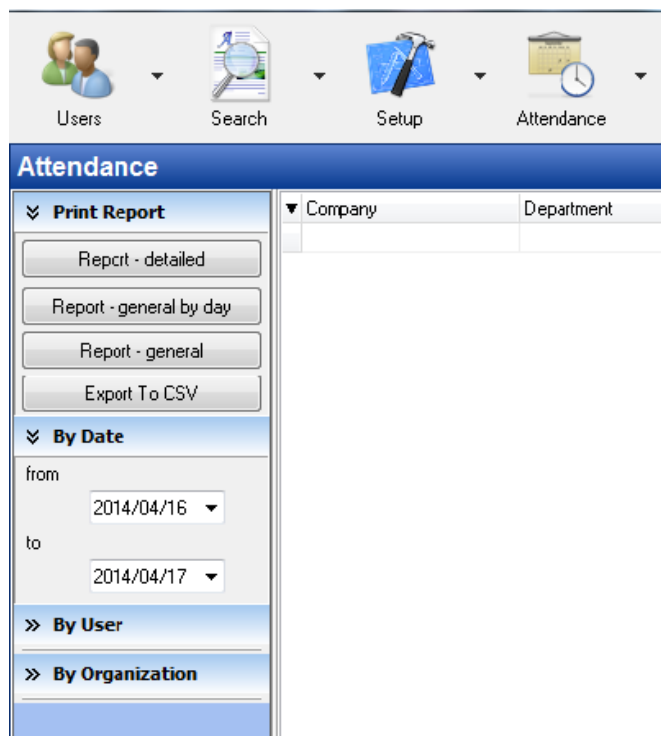 Users Search Setup Attendance
Attendance
Print Report
Company Department
Report - detailed
Report - general by day
Report - general
Export To CSV
By Date
from
2014/04/16
to
2014/04/17
By User
By Organization